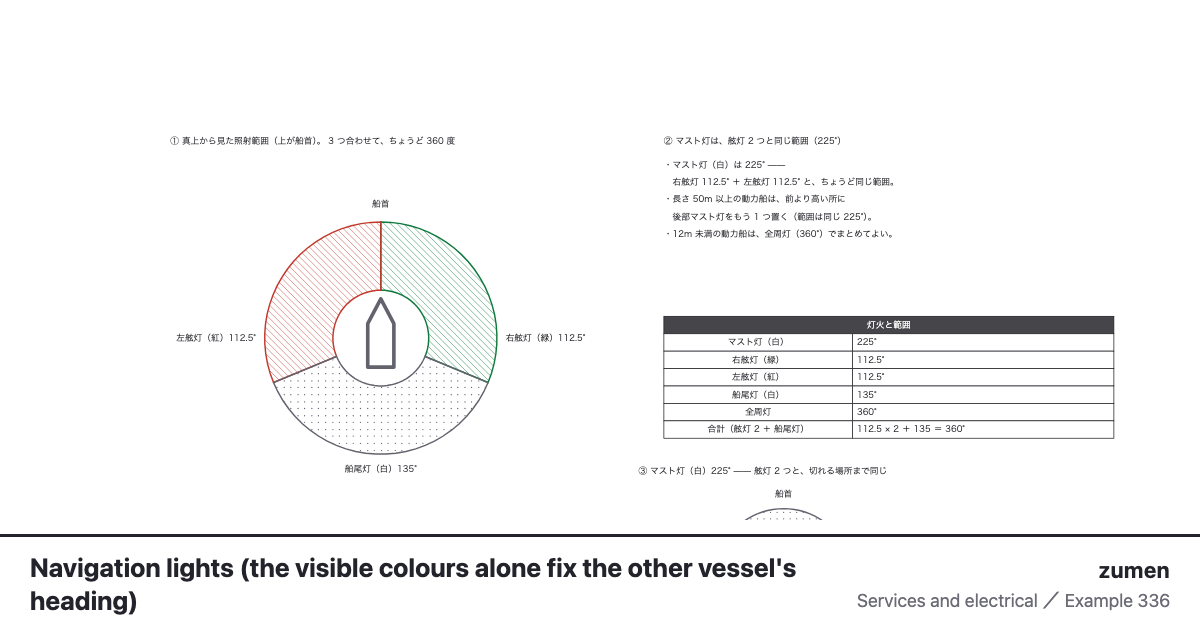 ① 真上から見た照射範囲（上が船首）。 3 つ合わせて、ちょうど 360 度
船首
左舷灯（紅）112.5°
右舷灯（緑）112.5°
船尾灯（白）135°
② マスト灯は、舷灯 2 つと同じ範囲（225°）
・マスト灯（白）は 225° ——
右舷灯 112.5° ＋ 左舷灯 112.5° と、ちょうど同じ範囲。
・長さ 50m 以上の動力船は、前より高い所に
後部マスト灯をもう 1 つ置く（範囲は同じ 225°）。
・12m 未満の動力船は、全周灯（360°）でまとめてよい。
灯火と範囲
マスト灯（白） 225°
右舷灯（緑） 112.5°
左舷灯（紅） 112.5°
船尾灯（白） 135°
全周灯 360°
合計（舷灯 2 ＋ 船尾灯） 112.5 × 2 ＋ 135 ＝ 360°
③ マスト灯（白）225° —— 舷灯 2 つと、切れる場所まで同じ
船首
Navigation lights (the visible colours alone fix the other vessel's
heading)
zumen
Services and electrical ／ Example 336